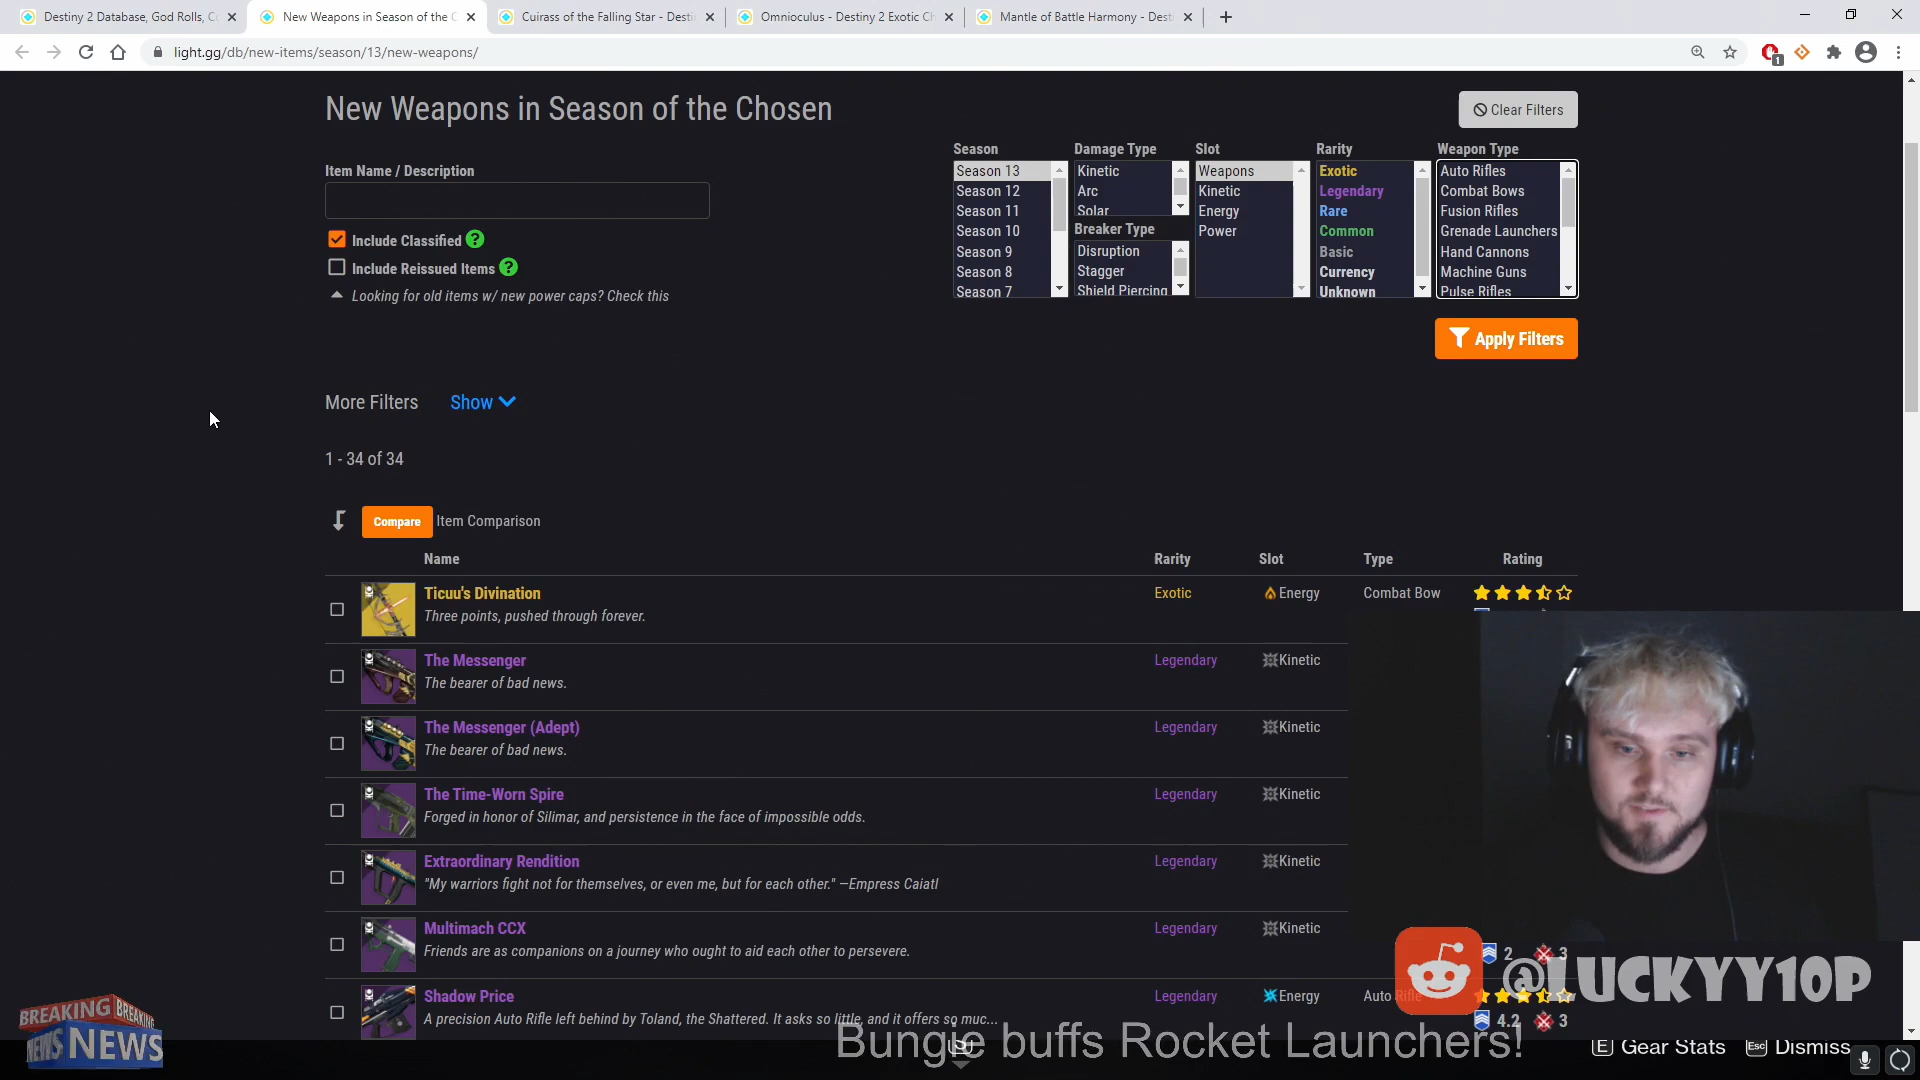 Destiny 2 Database, God Rolls, C
New Weapons in Season of the C
Cuirass of the Falling Star - Desti
Omnioculus - Destiny 2 Exotic Ch
Mantle of Battle Harmony - Dest
light.gg/db/new-items/season/13/new-weapons/
1
New Weapons in Season of the Chosen
Clear Filters
Season
Damage Type
Slot
Rarity
Weapon Type
Item Name / Description
Season 13
Season 12
Season 11
Season 10
Season 9
Season 8
Season 7
Kinetic
Arc
Solar
Breaker Type
Disruption
Stagger
Shield Piercing
Weapons
Kinetic
Energy
Power
Exotic
Legendary
Rare
Common
Basic
Currency
Unknown
Auto Rifles
Combat Bows
Fusion Rifles
Grenade Launchers
Hand Cannons
Machine Guns
Pulse Rifles
Include Classified ?
Include Reissued Items ?
Looking for old items w/ new power caps? Check this
Apply Filters
More Filters Show
1 - 34 of 34
Compare Item Comparison
Name Rarity Slot Type Rating
Ticuu's Divination Exotic Energy Combat Bow
Three points, pushed through forever.
The Messenger Legendary Kinetic
The bearer of bad news.
The Messenger (Adept) Legendary Kinetic
The bearer of bad news.
The Time-Worn Spire Legendary Kinetic
Forged in honor of Silimar, and persistence in the face of impossible odds.
Extraordinary Rendition Legendary Kinetic
"My warriors fight not for themselves, or even me, but for each other." —Empress Caiatl
Multimach CCX Legendary Kinetic
Friends are as companions on a journey who ought to aid each other to persevere.
2 3
@LUCKYY10P
Shadow Price Legendary Energy Auto Rifle
A precision Auto Rifle left behind by Toland, the Shattered. It asks so little, and it offers so muc...
4.2 3
BREAKING BREAKING
NEWS NEWS
Bungie buffs Rocket Launchers!
E Gear Stats Esc Dismiss